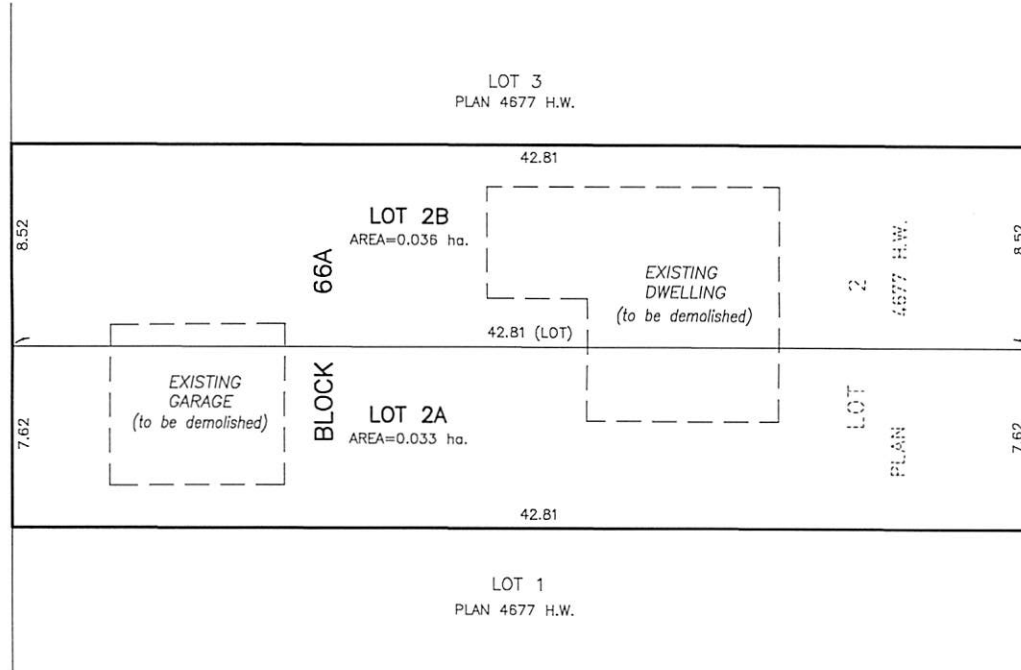 LOT 3
PLAN 4677 H.W.
42.81
8.52
LOT 2B
AREA=0.036 ha.
66A
EXISTING
DWELLING
(to be demolished)
2
4677 H.W.
8.52
42.81 (LOT)
EXISTING
GARAGE
(to be demolished)
BLOCK
LOT 2A
AREA=0.033 ha.
LOT
PLAN
7.62
7.62
42.81
LOT 1
PLAN 4677 H.W.